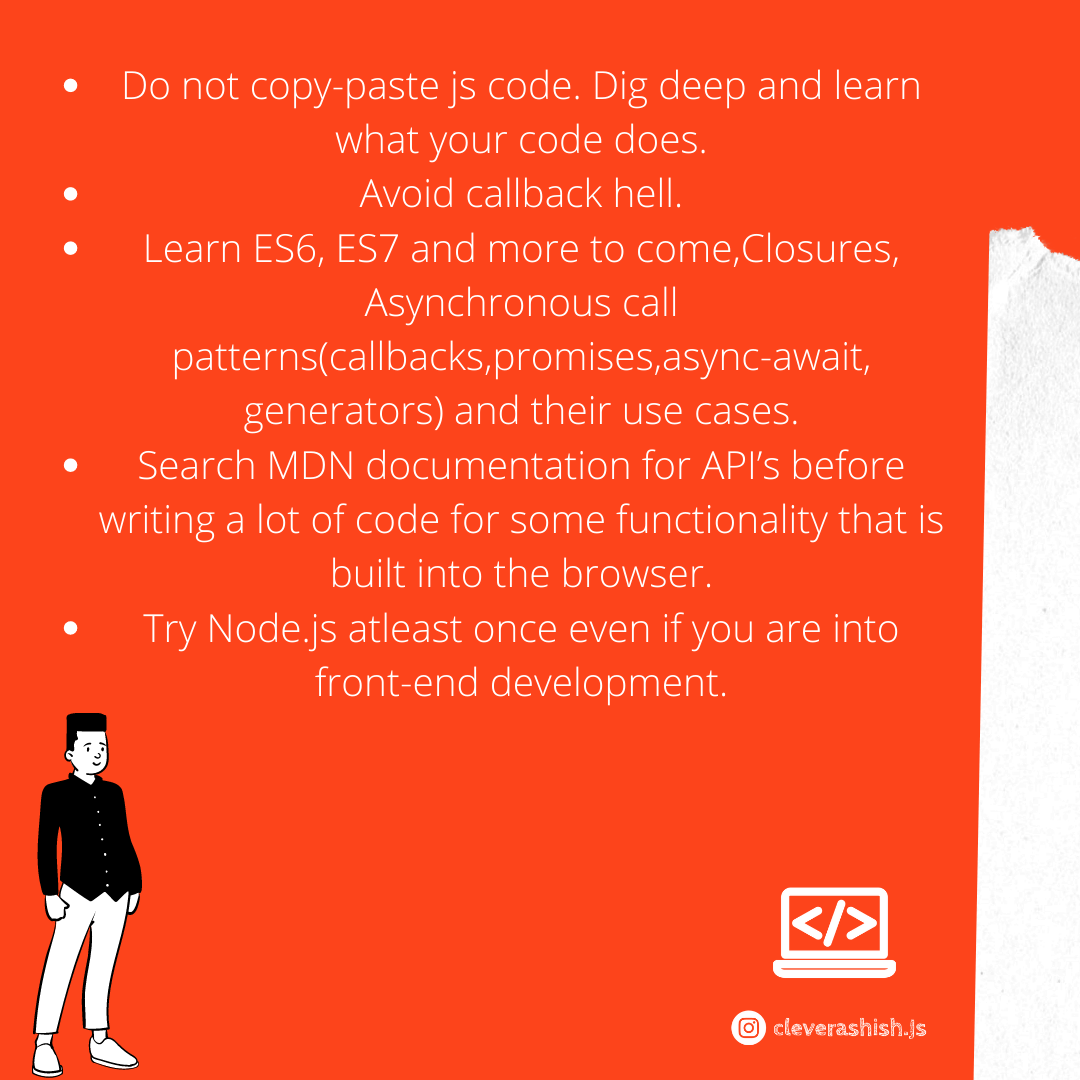 • Do not copy-paste js code. Dig deep and learn
what your code does.
• Avoid callback hell.
• Learn ES6, ES7 and more to come,Closures,
Asynchronous call
patterns(callbacks,promises,async-await,
generators) and their use cases.
• Search MDN documentation for API’s before
writing a lot of code for some functionality that is
built into the browser.
• Try Node.js atleast once even if you are into
front-end development.
</>
cleverashish.js